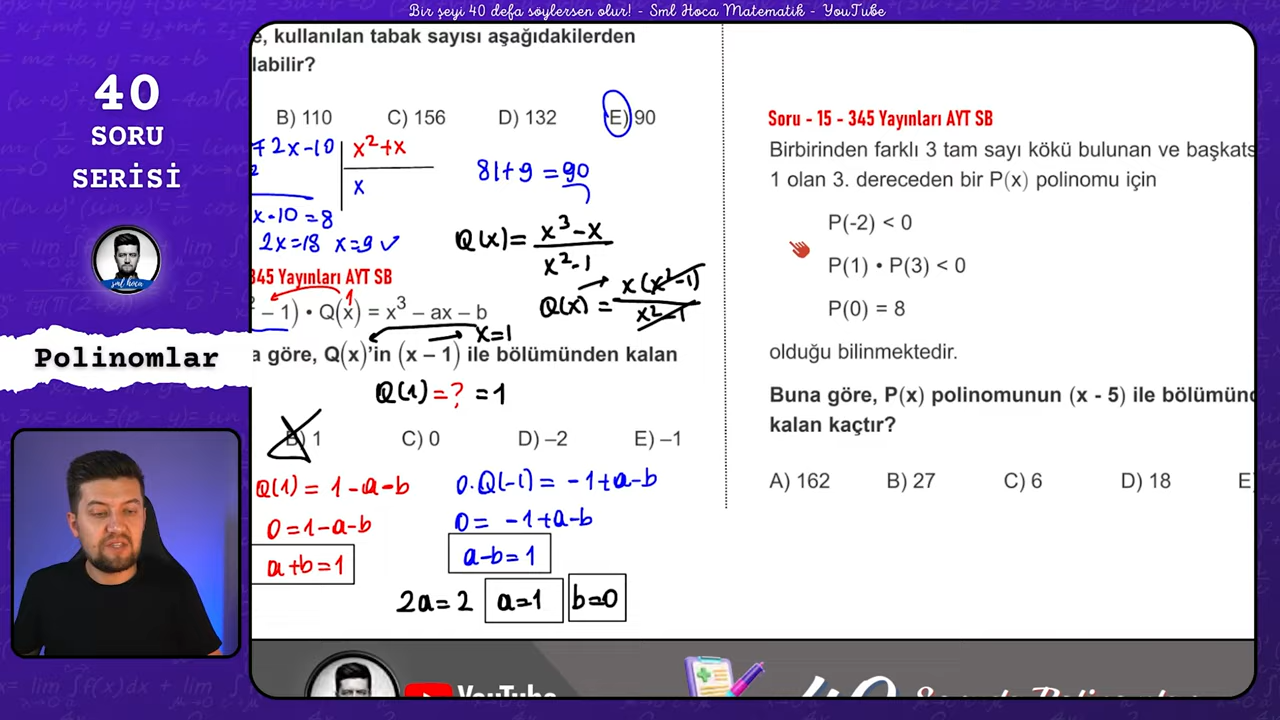 Bir şeyi 40 defa söylersen olur! - Sml Hoca Matematik - YouTube
40
SORU
SERİSİ
sml hoca
Polinomlar
e, kullanılan tabak sayısı aşağıdakilerden
labilir?
B) 110 C) 156 D) 132 E) 90
+2x-10 x²+x
x
81+9 = 90
x-10 = 8
2x=18 x=9 ✓
Q(x) = x³-x / x²-1
Q(x) = x(x²-1) / x²-1
345 Yayınları AYT SB
1
² – 1) • Q(x) = x³ – ax – b
x=1
a göre, Q(x)'in (x – 1) ile bölümünden kalan
Q(1) = ? = 1
B) 1 C) 0 D) –2 E) –1
Q(1) = 1-a-b
0 = 1-a-b
a+b=1
0.Q(-1) = -1+a-b
0 = -1+a-b
a-b=1
2a=2 a=1 b=0
Soru - 15 - 345 Yayınları AYT SB
Birbirinden farklı 3 tam sayı kökü bulunan ve başkats
1 olan 3. dereceden bir P(x) polinomu için
P(-2) < 0
P(1) • P(3) < 0
P(0) = 8
olduğu bilinmektedir.
Buna göre, P(x) polinomunun (x - 5) ile bölümünd
kalan kaçtır?
A) 162 B) 27 C) 6 D) 18 E)
YouTube
40